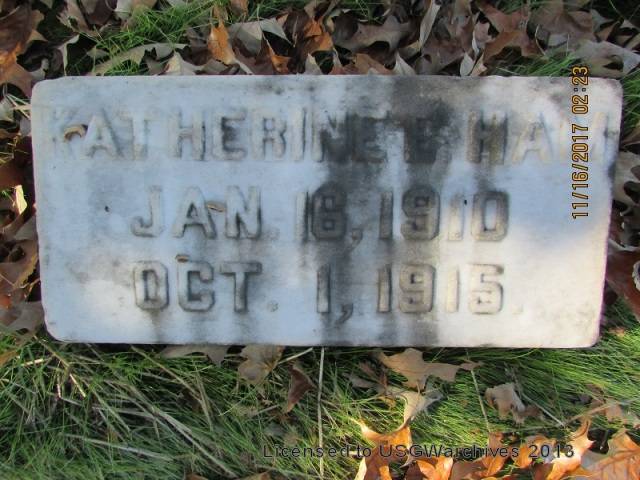 KATHERINE E. HAM
JAN. 16, 1910
OCT. 1, 1915.
11/16/2017 02:23
Licensed to USGWarchives 2013